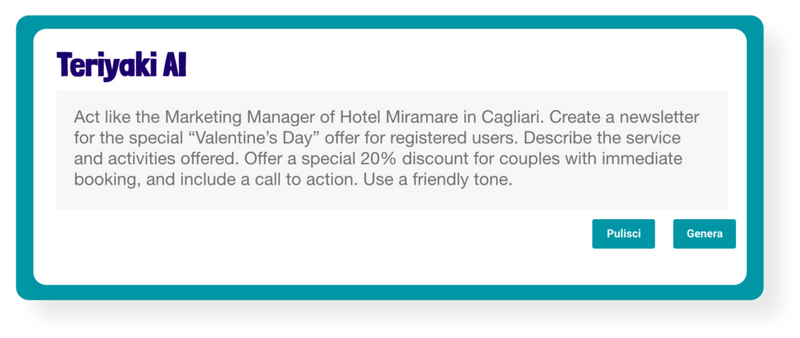 Teriyaki AI
Act like the Marketing Manager of Hotel Miramare in Cagliari. Create a newsletter
for the special “Valentine’s Day” offer for registered users. Describe the service
and activities offered. Offer a special 20% discount for couples with immediate
booking, and include a call to action. Use a friendly tone.
Pulisci Genera